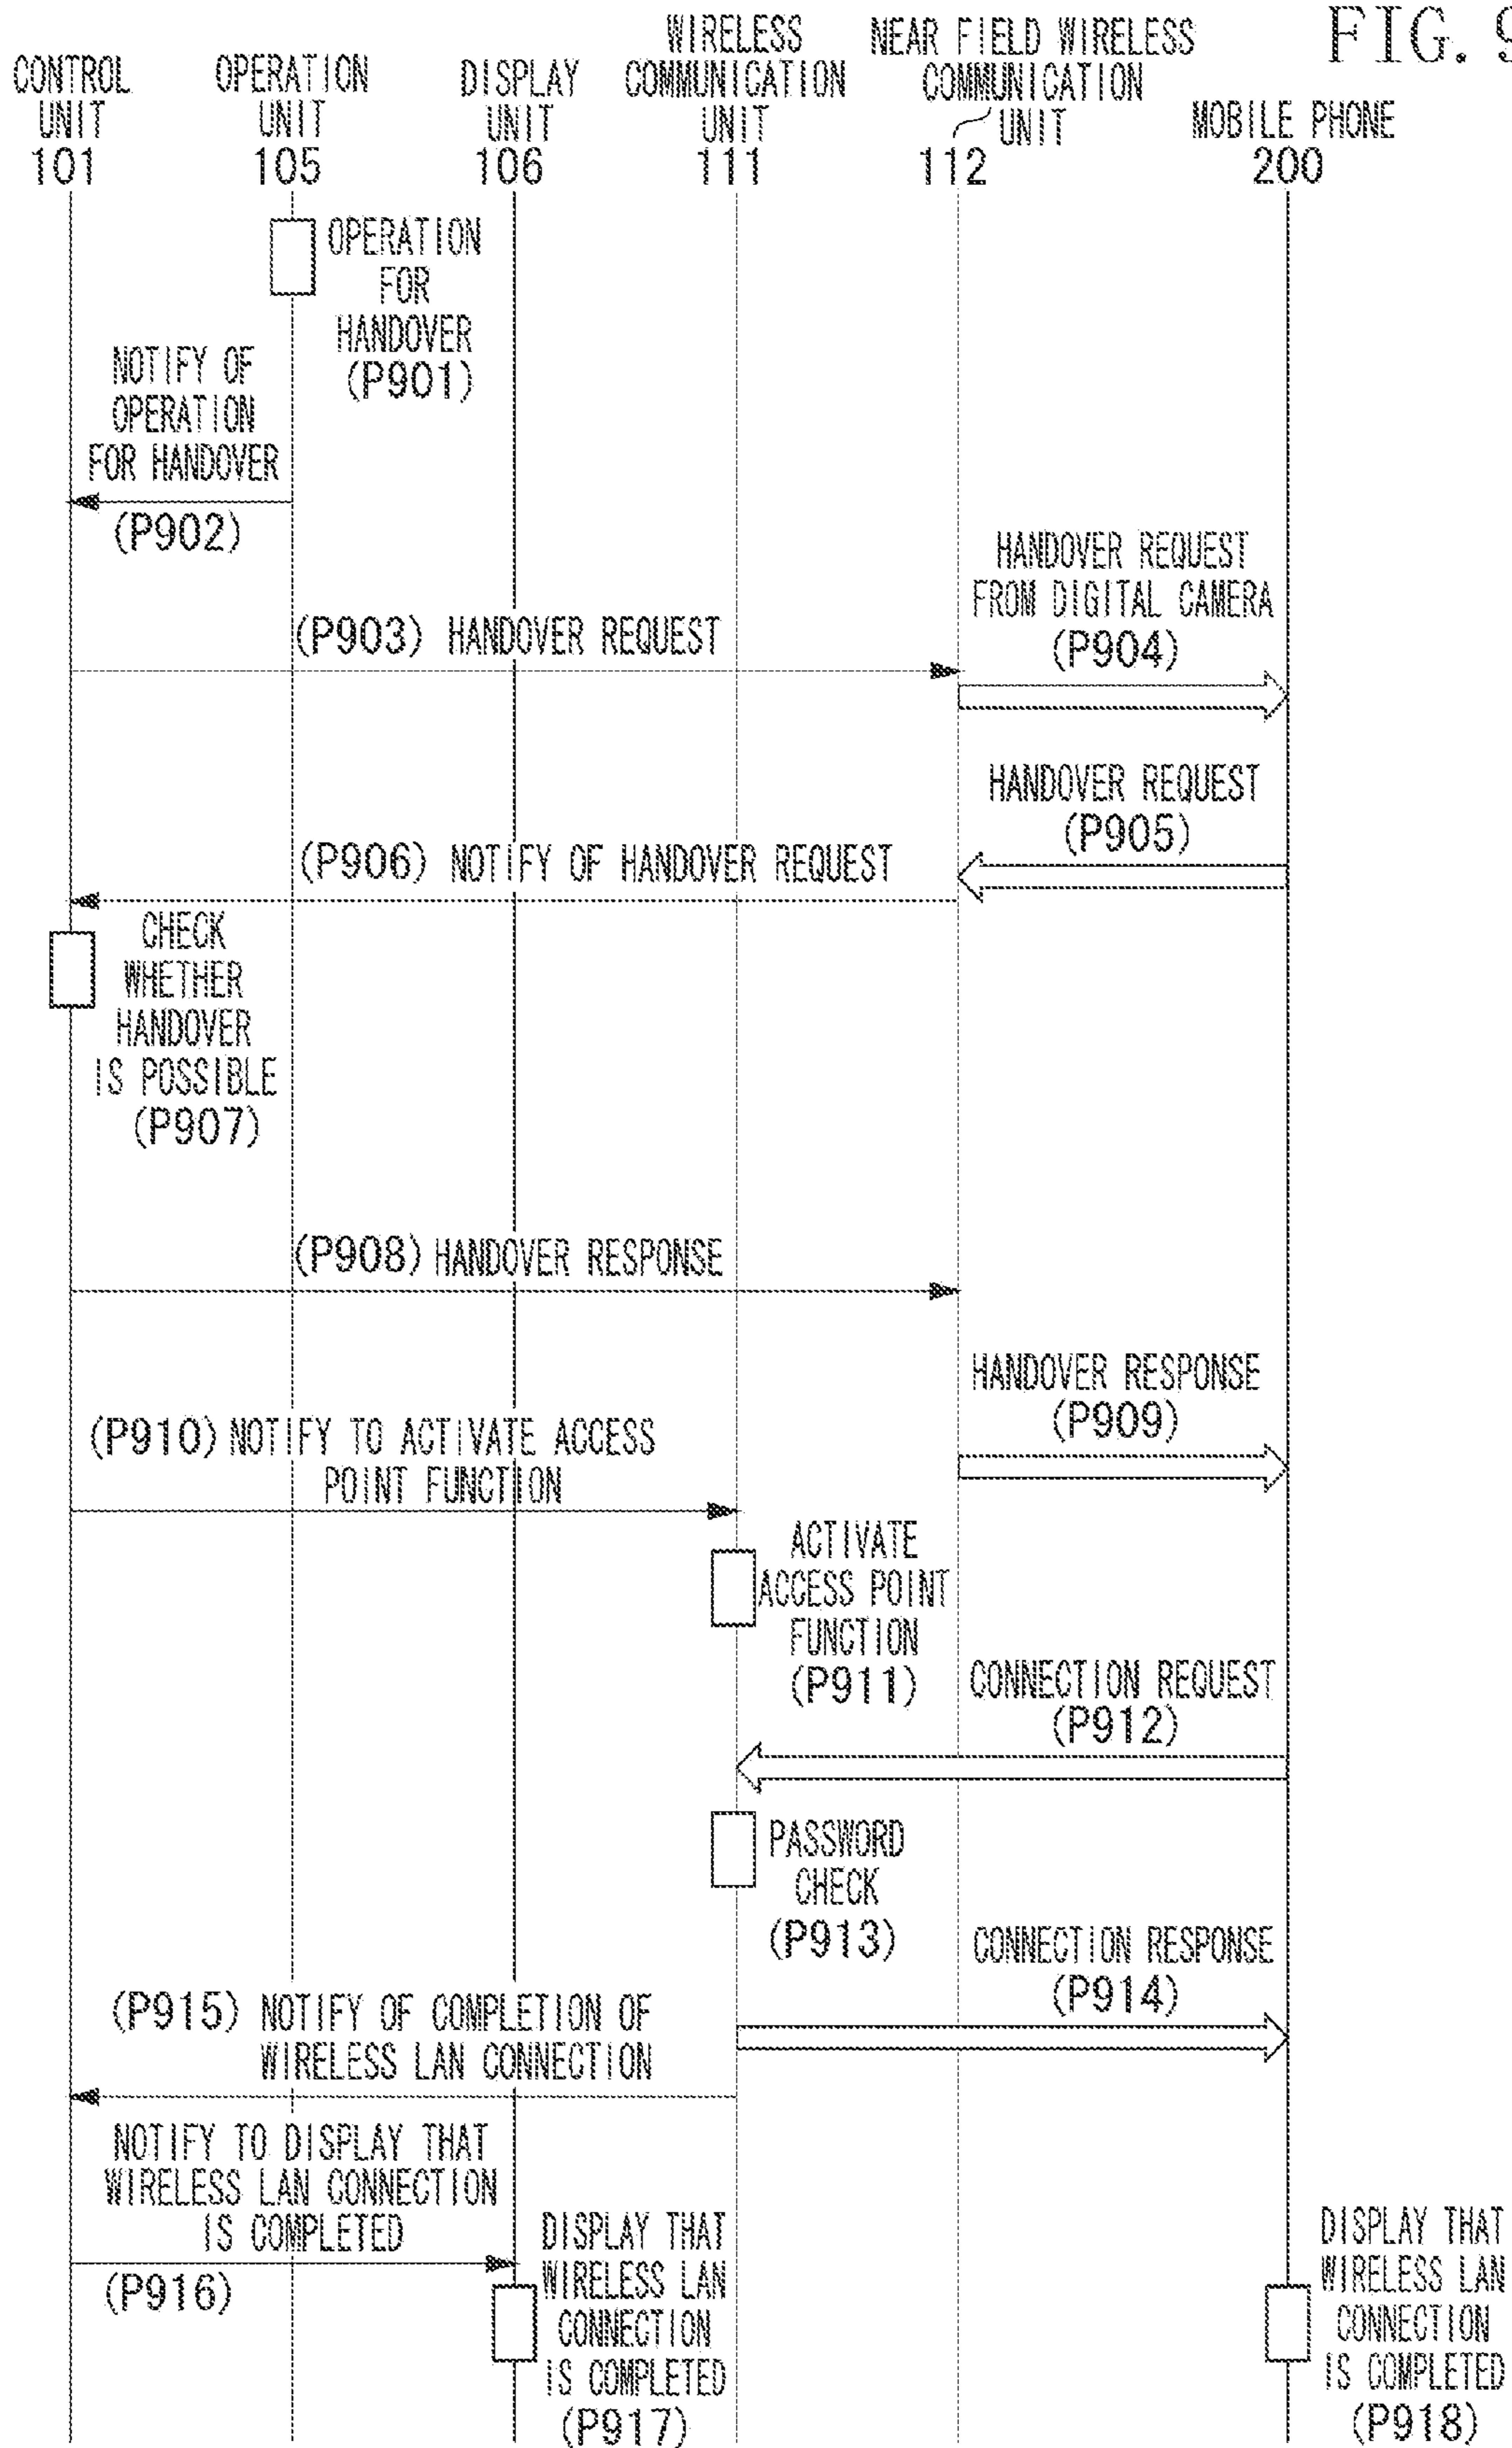 FIG. 9
CONTROL
UNIT
101
OPERATION
UNIT
105
DISPLAY
UNIT
106
WIRELESS
COMMUNICATION
UNIT
111
NEAR FIELD WIRELESS
COMMUNICATION
UNIT
112
MOBILE PHONE
200
OPERATION
FOR
HANDOVER
(P901)
NOTIFY OF
OPERATION
FOR HANDOVER
(P902)
HANDOVER REQUEST
FROM DIGITAL CAMERA
(P904)
(P903) HANDOVER REQUEST
HANDOVER REQUEST
(P905)
(P906) NOTIFY OF HANDOVER REQUEST
CHECK
WHETHER
HANDOVER
IS POSSIBLE
(P907)
(P908) HANDOVER RESPONSE
HANDOVER RESPONSE
(P909)
(P910) NOTIFY TO ACTIVATE ACCESS
POINT FUNCTION
ACTIVATE
ACCESS POINT
FUNCTION
(P911)
CONNECTION REQUEST
(P912)
PASSWORD
CHECK
(P913)
CONNECTION RESPONSE
(P914)
(P915) NOTIFY OF COMPLETION OF
WIRELESS LAN CONNECTION
NOTIFY TO DISPLAY THAT
WIRELESS LAN CONNECTION
IS COMPLETED
(P916)
DISPLAY THAT
WIRELESS LAN
CONNECTION
IS COMPLETED
(P917)
DISPLAY THAT
WIRELESS LAN
CONNECTION
IS COMPLETED
(P918)